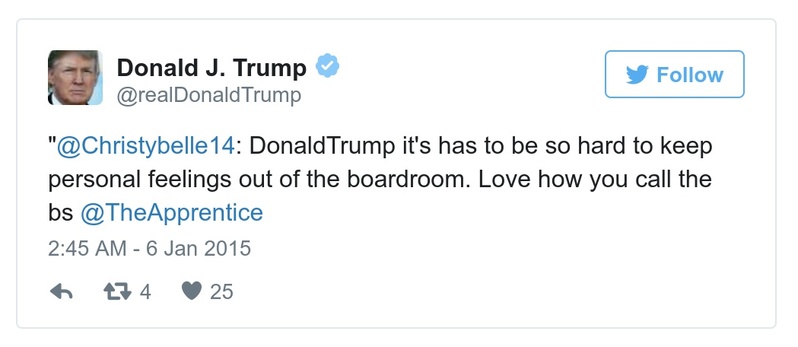 Donald J. Trump
@realDonaldTrump
Follow
"@Christybelle14: DonaldTrump it's has to be so hard to keep
personal feelings out of the boardroom. Love how you call the
bs @TheApprentice
2:45 AM - 6 Jan 2015
4 25